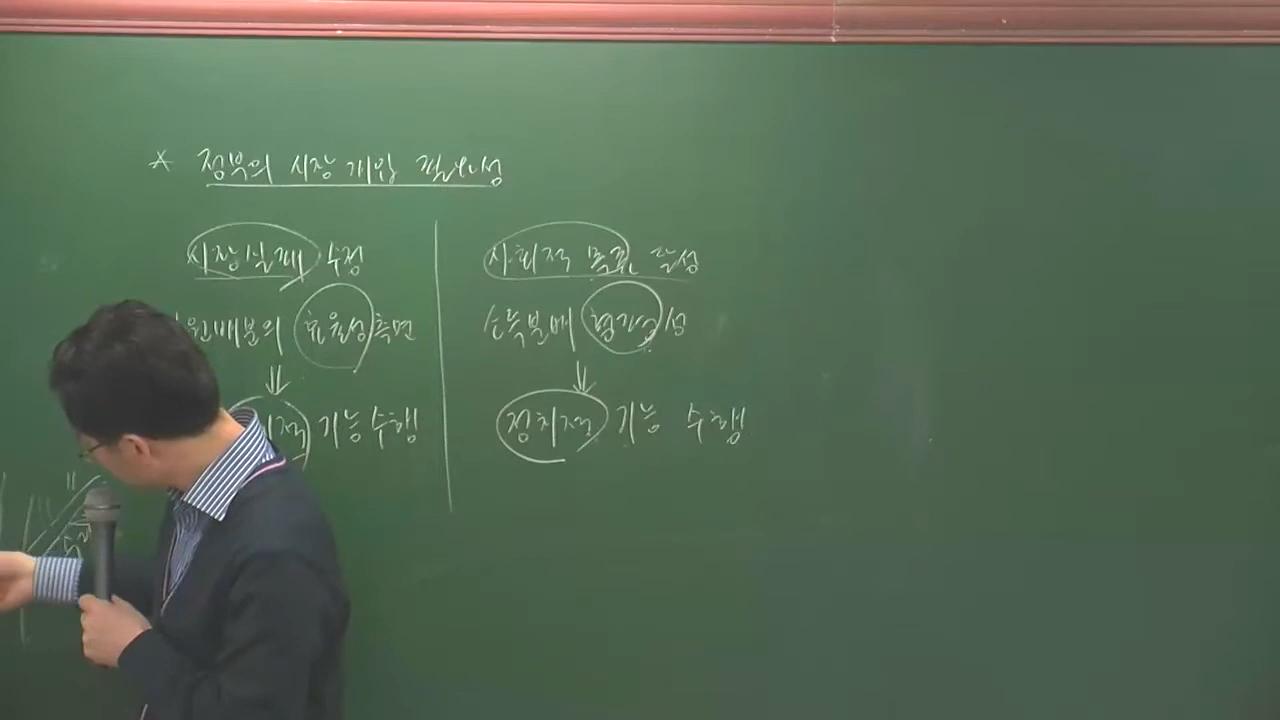 * 정부의 시장 개입 필요성
시장실패 수정
원배분의 효율성 측면
⇓
적 기능수행
사회적 목표 달성
소득분배 형평성
⇓
정치적 기능 수행